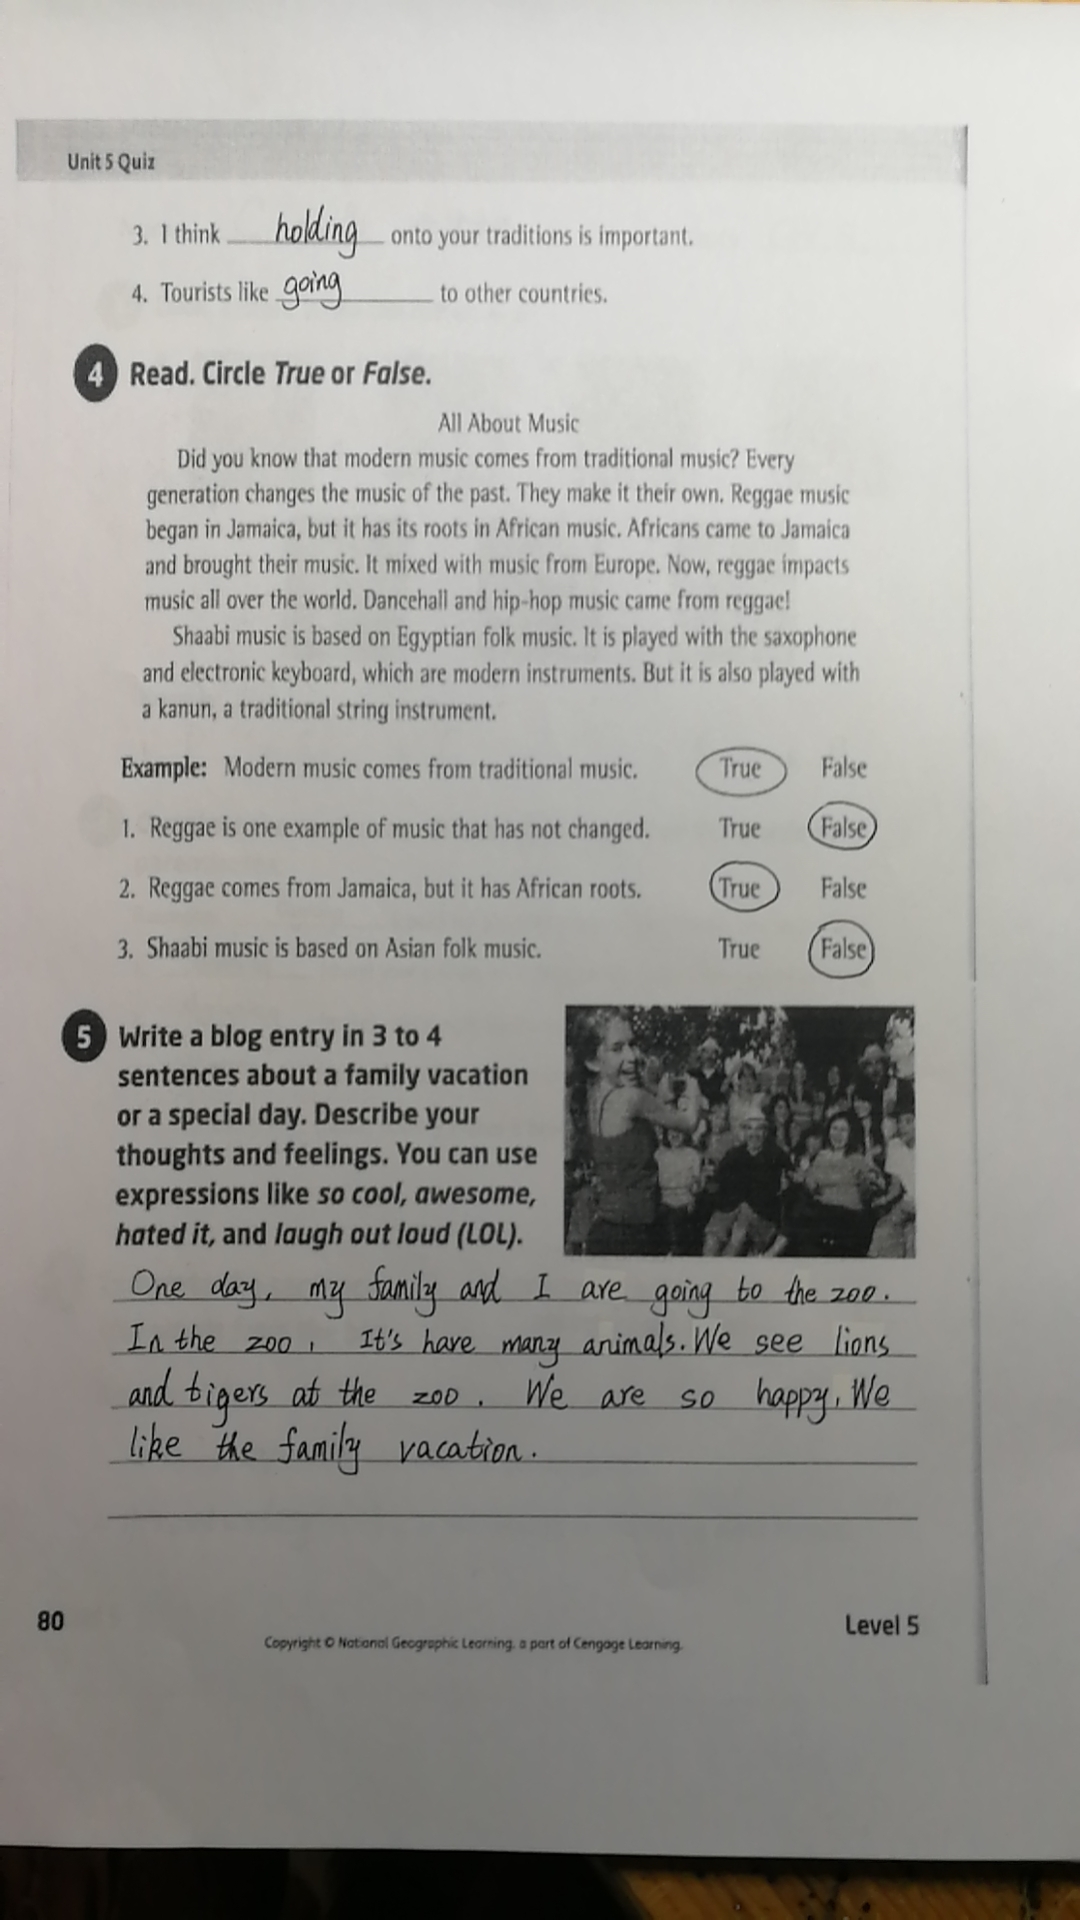 Unit 5 Quiz
3. I think holding onto your traditions is important.
4. Tourists like going to other countries.
4 Read. Circle True or False.
All About Music
Did you know that modern music comes from traditional music? Every
generation changes the music of the past. They make it their own. Reggae music
began in Jamaica, but it has its roots in African music. Africans came to Jamaica
and brought their music. It mixed with music from Europe. Now, reggae impacts
music all over the world. Dancehall and hip-hop music came from reggae!
Shaabi music is based on Egyptian folk music. It is played with the saxophone
and electronic keyboard, which are modern instruments. But it is also played with
a kanun, a traditional string instrument.
Example: Modern music comes from traditional music. True False
1. Reggae is one example of music that has not changed. True False
2. Reggae comes from Jamaica, but it has African roots. True False
3. Shaabi music is based on Asian folk music. True False
5 Write a blog entry in 3 to 4
sentences about a family vacation
or a special day. Describe your
thoughts and feelings. You can use
expressions like so cool, awesome,
hated it, and laugh out loud (LOL).
One day, my family and I are going to the zoo.
In the zoo, It's have many animals. We see lions
and tigers at the zoo. We are so happy. We
like the family vacation.
80
Copyright © National Geographic Learning, a part of Cengage Learning.
Level 5